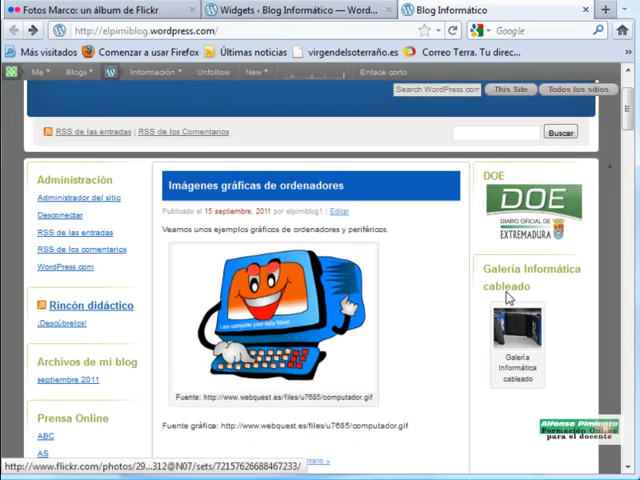 Fotos Marco: un álbum de Flickr
Widgets ‹ Blog Informático — Word...
Blog Informático
http://elpimiblog.wordpress.com/
Google
Más visitados
Comenzar a usar Firefox
Últimas noticias
virgendelsoterraño.es
Correo Terra. Tu direc...
Me
Blogs
Información
Unfollow
New
Enlace corto
Search WordPress.com
This Site
Todos los sitios
RSS de las entradas | RSS de los Comentarios
Buscar
Administración
Administrador del sitio
Desconectar
RSS de las entradas
RSS de los comentarios
WordPress.com
Rincón didáctico
¡Descúbrelos!
Archivos de mi blog
septiembre 2011
Prensa Online
ABC
AS
Imágenes gráficas de ordenadores
Publicado el 15 septiembre, 2011 por elpimiblog1 | Editar
Veamos unos ejemplos gráficos de ordenadores y periféricos.
I am computer your daily friend
Fuente: http://www.webquest.es/files/u7685/computador.gif
Fuente gráfica: http://www.webquest.es/files/u7685/computador.gif
DOE
DOE
DIARIO OFICIAL DE
EXTREMADURA
Galería Informática
cableado
Galería
Informática
cableado
Alfonso Pimienta
Formación Online
para el docente
http://www.flickr.com/photos/29...312@N07/sets/72157626688467233/